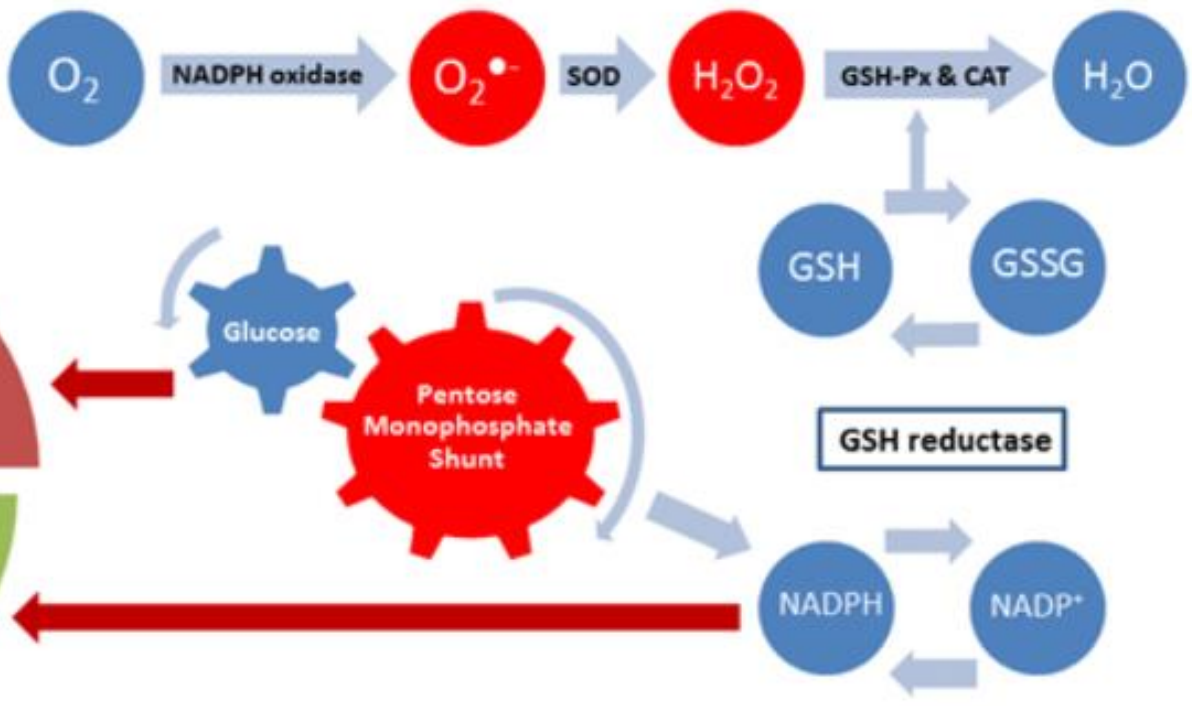 O₂
NADPH oxidase
O₂•−
SOD
H₂O₂
GSH-Px & CAT
H₂O
GSH
GSSG
Glucose
Pentose
Monophosphate
Shunt
GSH reductase
NADPH
NADP⁺